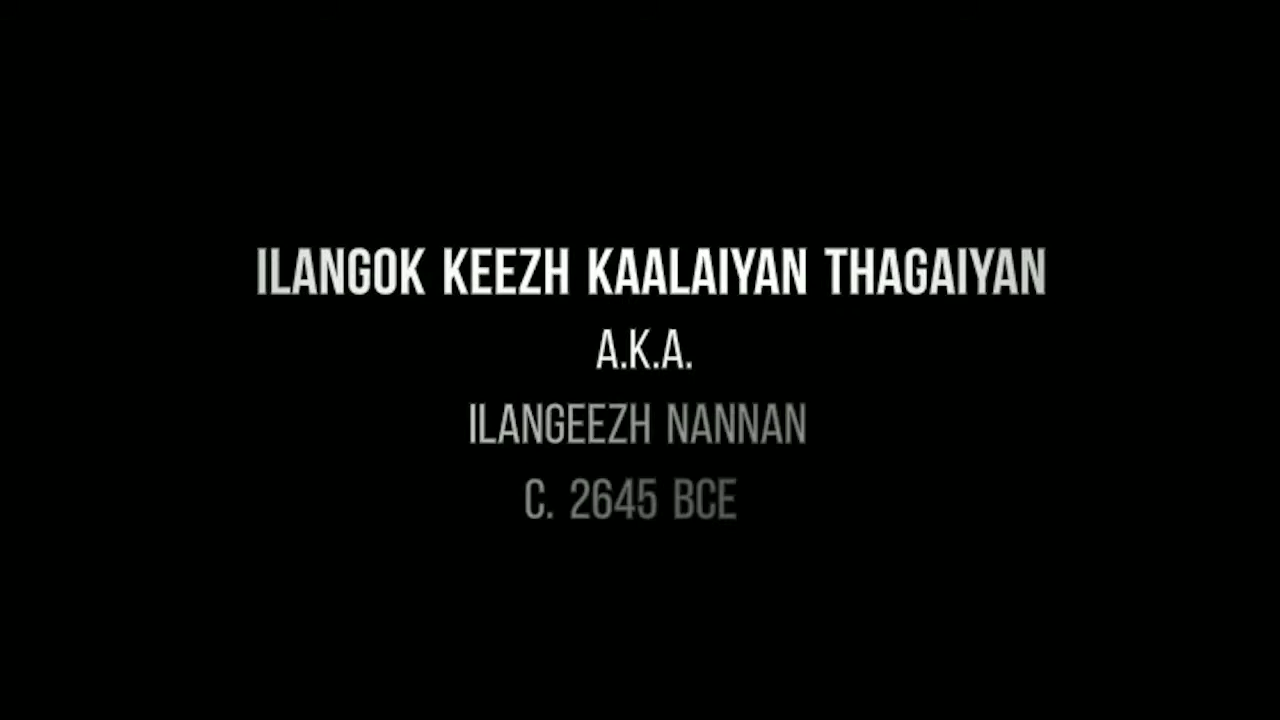 ILANGOK KEEZH KAALAIYAN THAGAIYAN
A.K.A.
ILANGEEZH NANNAN
C. 2645 BCE